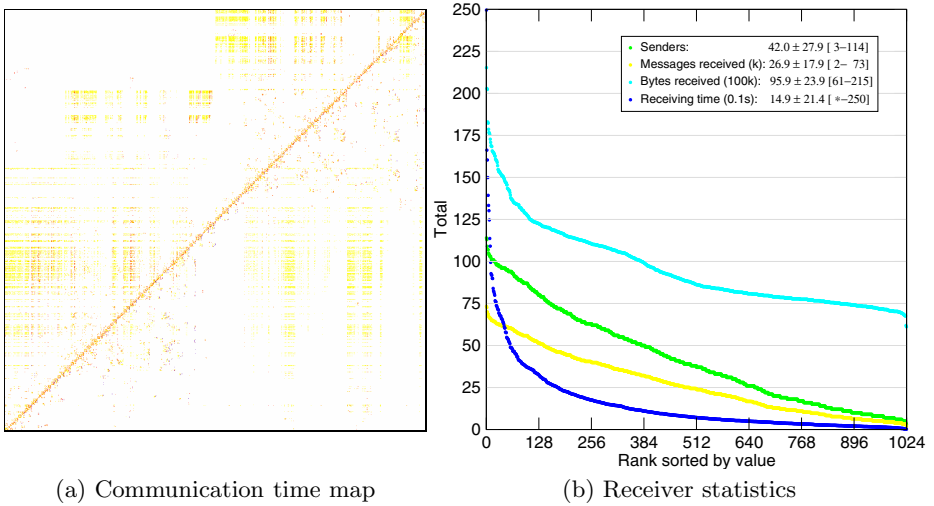 250
225
200
175
150
125
100
75
50
25
0
Total
Senders: 42.0 ± 27.9 [ 3–114]
Messages received (k): 26.9 ± 17.9 [ 2– 73]
Bytes received (100k): 95.9 ± 23.9 [61–215]
Receiving time (0.1s): 14.9 ± 21.4 [ *–250]
0 128 256 384 512 640 768 896 1024
Rank sorted by value
(a) Communication time map
(b) Receiver statistics